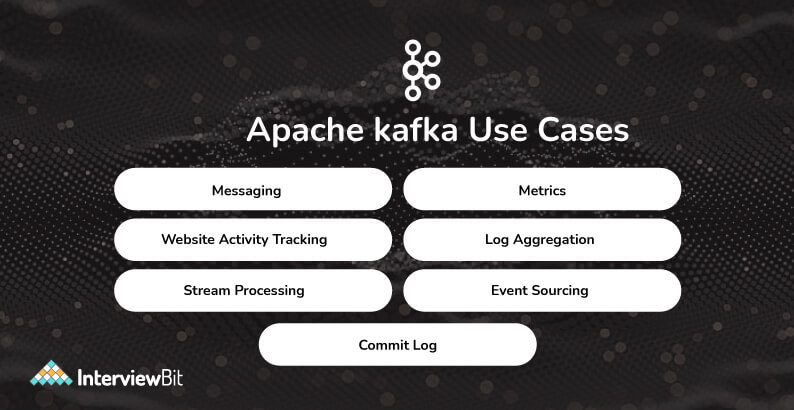 Apache kafka Use Cases
Messaging
Metrics
Website Activity Tracking
Log Aggregation
Stream Processing
Event Sourcing
Commit Log
InterviewBit